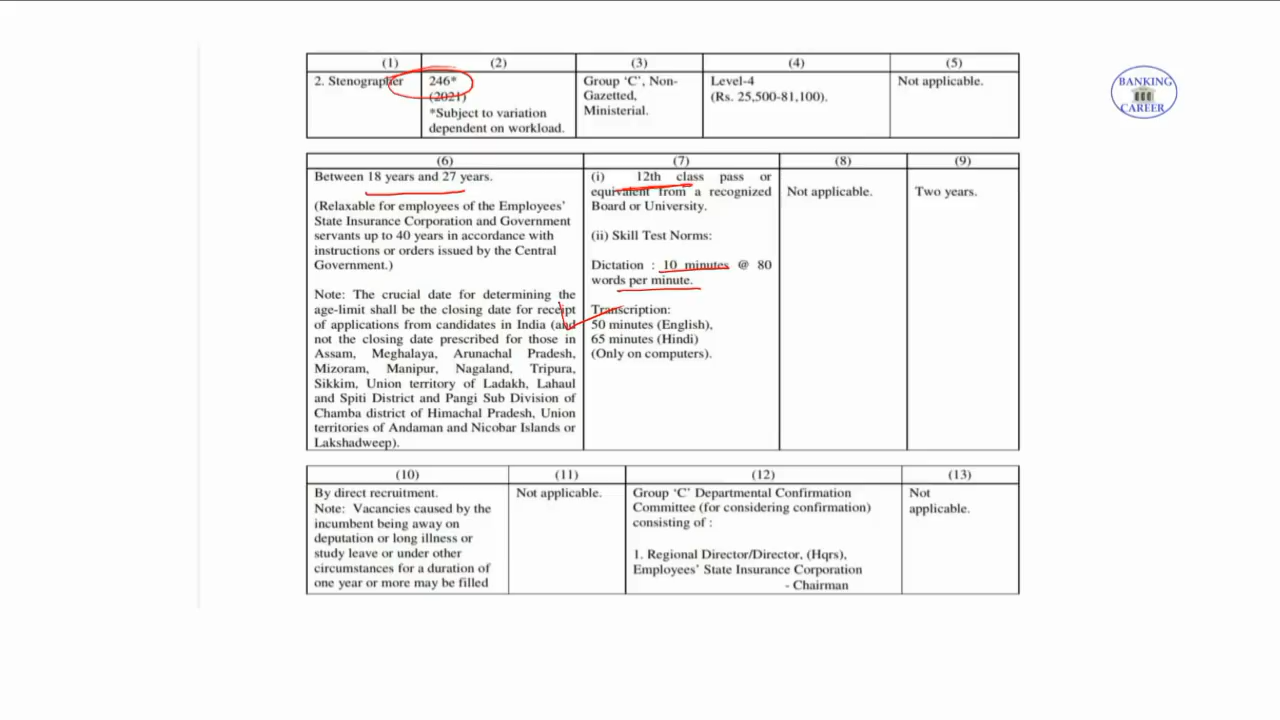 BANKING
CAREER
(1) (2) (3) (4) (5)
2. Stenographer
246*
(2021)
*Subject to variation
dependent on workload.
Group ‘C’, Non-
Gazetted,
Ministerial.
Level-4
(Rs. 25,500-81,100).
Not applicable.
(6) (7) (8) (9)
Between 18 years and 27 years.
(Relaxable for employees of the Employees’
State Insurance Corporation and Government
servants up to 40 years in accordance with
instructions or orders issued by the Central
Government.)
Note: The crucial date for determining the
age-limit shall be the closing date for receipt
of applications from candidates in India (and
not the closing date prescribed for those in
Assam, Meghalaya, Arunachal Pradesh,
Mizoram, Manipur, Nagaland, Tripura,
Sikkim, Union territory of Ladakh, Lahaul
and Spiti District and Pangi Sub Division of
Chamba district of Himachal Pradesh, Union
territories of Andaman and Nicobar Islands or
Lakshadweep).
(i) 12th class pass or
equivalent from a recognized
Board or University.
(ii) Skill Test Norms:
Dictation : 10 minutes @ 80
words per minute.
Transcription:
50 minutes (English),
65 minutes (Hindi)
(Only on computers).
Not applicable.
Two years.
(10) (11) (12) (13)
By direct recruitment.
Note: Vacancies caused by the
incumbent being away on
deputation or long illness or
study leave or under other
circumstances for a duration of
one year or more may be filled
Not applicable.
Group ‘C’ Departmental Confirmation
Committee (for considering confirmation)
consisting of :
1. Regional Director/Director, (Hqrs),
Employees’ State Insurance Corporation
- Chairman
Not
applicable.